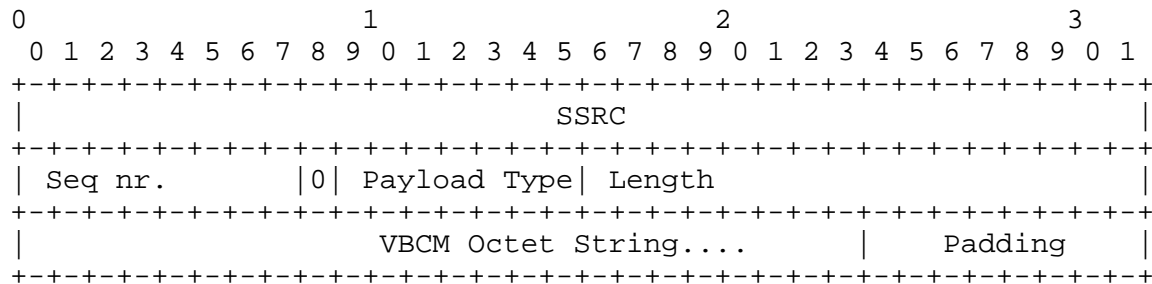 0                   1                   2                   3
 0 1 2 3 4 5 6 7 8 9 0 1 2 3 4 5 6 7 8 9 0 1 2 3 4 5 6 7 8 9 0 1
+-+-+-+-+-+-+-+-+-+-+-+-+-+-+-+-+-+-+-+-+-+-+-+-+-+-+-+-+-+-+-+-+
|                              SSRC                             |
+-+-+-+-+-+-+-+-+-+-+-+-+-+-+-+-+-+-+-+-+-+-+-+-+-+-+-+-+-+-+-+-+
| Seq nr.       |0| Payload Type| Length                        |
+-+-+-+-+-+-+-+-+-+-+-+-+-+-+-+-+-+-+-+-+-+-+-+-+-+-+-+-+-+-+-+-+
|                    VBCM Octet String....      |    Padding    |
+-+-+-+-+-+-+-+-+-+-+-+-+-+-+-+-+-+-+-+-+-+-+-+-+-+-+-+-+-+-+-+-+